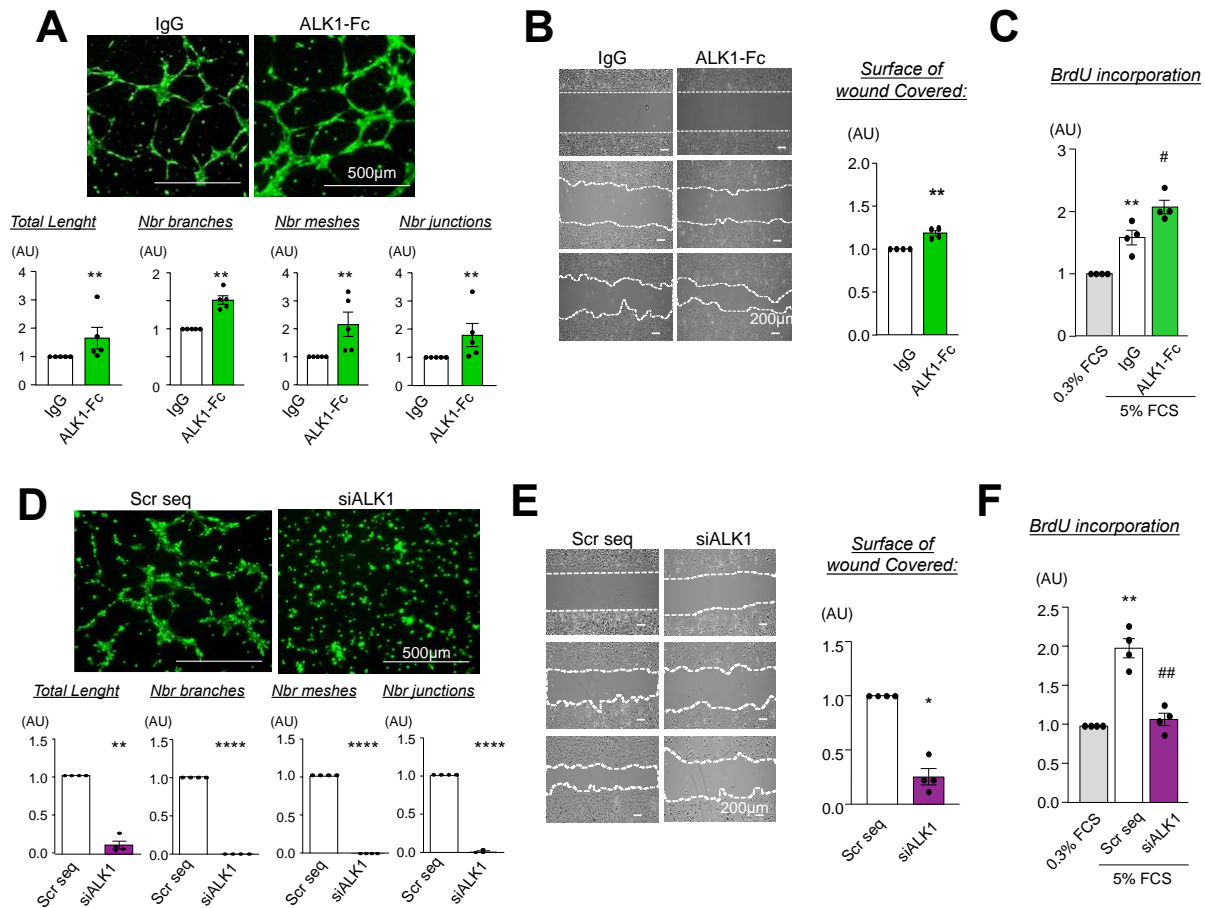 A
IgG
ALK1-Fc
500µm
Total Lenght
Nbr branches
Nbr meshes
Nbr junctions
(AU)
(AU)
(AU)
(AU)
4
3
2
1
0
**
IgG
ALK1-Fc
2
1
0
**
IgG
ALK1-Fc
4
3
2
1
0
**
IgG
ALK1-Fc
4
3
2
1
0
**
IgG
ALK1-Fc
B
IgG
ALK1-Fc
200µm
Surface of
wound Covered:
(AU)
2.0
1.5
1.0
0.5
0.0
**
IgG
ALK1-Fc
C
BrdU incorporation
(AU)
3
2
1
0
**
#
0.3% FCS
IgG
ALK1-Fc
5% FCS
D
Scr seq
siALK1
500µm
Total Lenght
Nbr branches
Nbr meshes
Nbr junctions
(AU)
(AU)
(AU)
(AU)
1.5
1.0
0.5
0.0
**
Scr seq
siALK1
1.5
1.0
0.5
0.0
****
Scr seq
siALK1
1.5
1.0
0.5
0.0
****
Scr seq
siALK1
1.5
1.0
0.5
0.0
****
Scr seq
siALK1
E
Scr seq
siALK1
200µm
Surface of
wound Covered:
(AU)
1.5
1.0
0.5
0.0
*
Scr seq
siALK1
F
BrdU incorporation
(AU)
2.5
2.0
1.5
1.0
0.5
0.0
**
##
0.3% FCS
Scr seq
siALK1
5% FCS